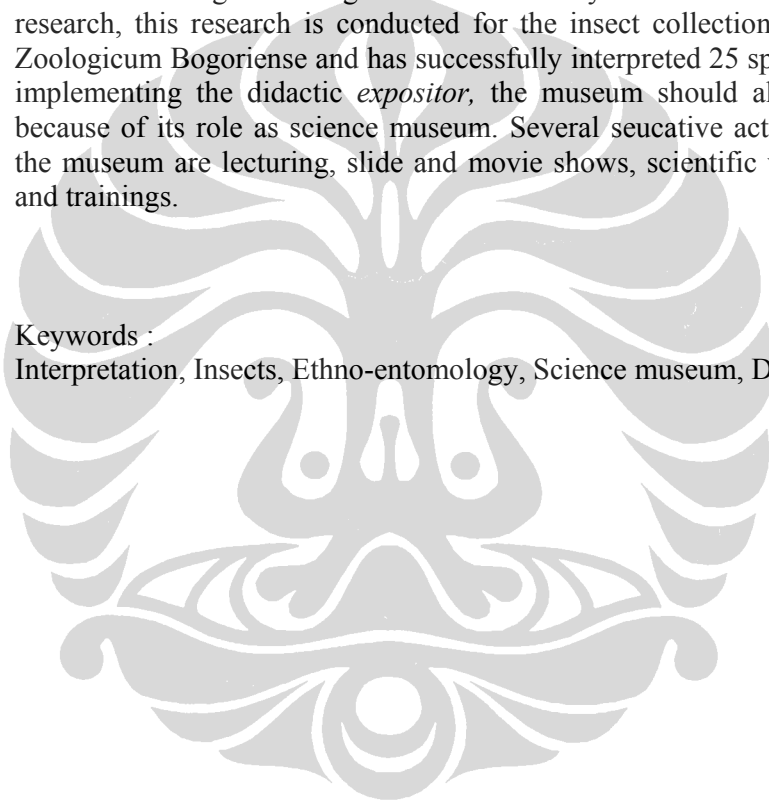 research, this research is conducted for the insect collection
Zoologicum Bogoriense and has successfully interpreted 25 sp
implementing the didactic expositor, the museum should al
because of its role as science museum. Several seucative act
the museum are lecturing, slide and movie shows, scientific
and trainings.
Keywords :
Interpretation, Insects, Ethno-entomology, Science museum, D